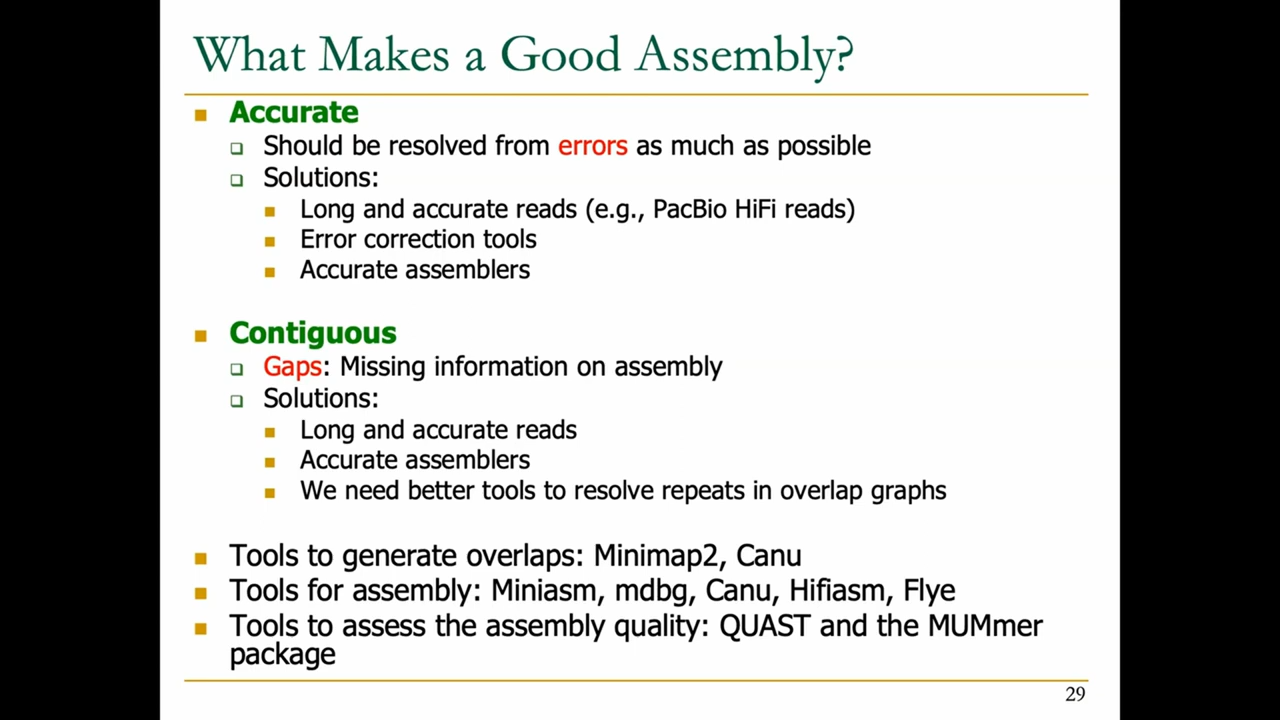 What Makes a Good Assembly?
Accurate
Should be resolved from errors as much as possible
Solutions:
Long and accurate reads (e.g., PacBio HiFi reads)
Error correction tools
Accurate assemblers
Contiguous
Gaps: Missing information on assembly
Solutions:
Long and accurate reads
Accurate assemblers
We need better tools to resolve repeats in overlap graphs
Tools to generate overlaps: Minimap2, Canu
Tools for assembly: Miniasm, mdbg, Canu, Hifiasm, Flye
Tools to assess the assembly quality: QUAST and the MUMmer
package
29